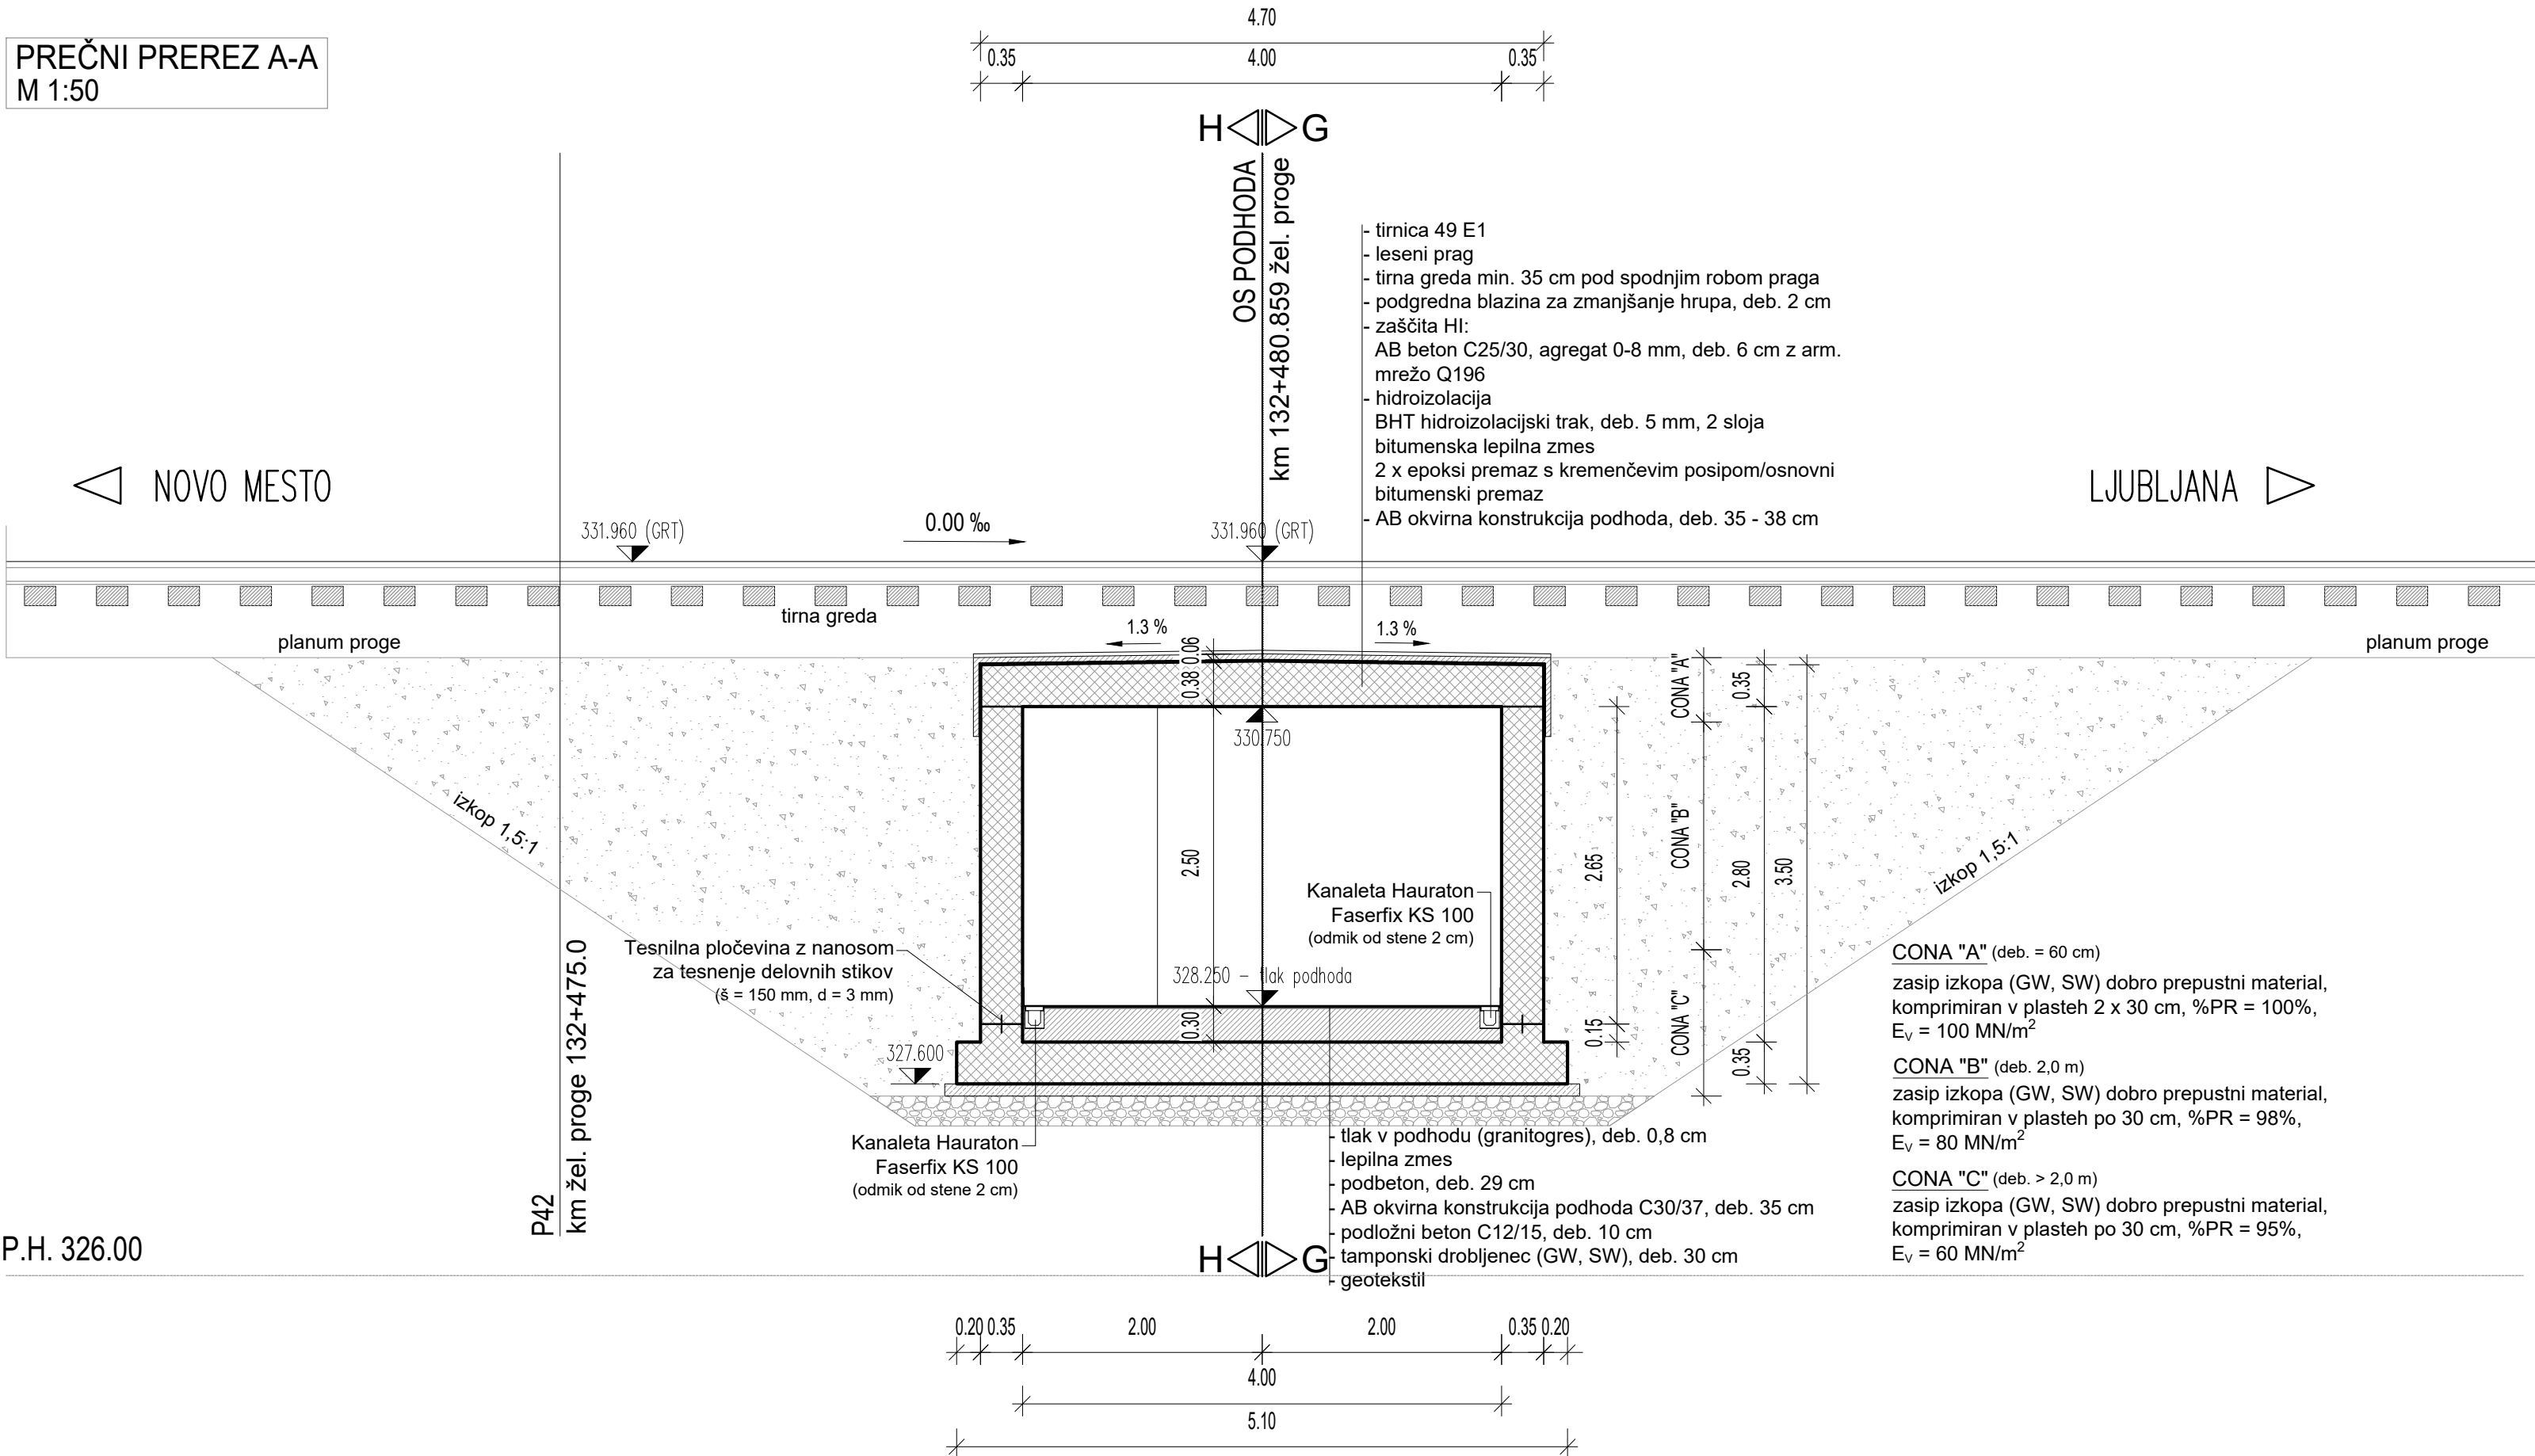 PREČNI PREREZ A-A
M 1:50
4.70
0.35
4.00
0.35
H G
OS PODHODA
km 132+480.859 žel. proge
- tirnica 49 E1
- leseni prag
- tirna greda min. 35 cm pod spodnjim robom praga
- podgredna blazina za zmanjšanje hrupa, deb. 2 cm
- zaščita HI:
AB beton C25/30, agregat 0-8 mm, deb. 6 cm z arm.
mrežo Q196
- hidroizolacija
BHT hidroizolacijski trak, deb. 5 mm, 2 sloja
bitumenska lepilna zmes
2 x epoksi premaz s kremenčevim posipom/osnovni
bitumenski premaz
- AB okvirna konstrukcija podhoda, deb. 35 - 38 cm
NOVO MESTO
LJUBLJANA
331.960 (GRT)
0.00 ‰
331.960 (GRT)
tirna greda
planum proge
planum proge
1.3 %
1.3 %
0.06
0.38
330.750
2.50
0.30
izkop 1,5:1
izkop 1,5:1
CONA "A"
CONA "B"
CONA "C"
0.35
2.65
2.80
3.50
0.15
0.35
Kanaleta Hauraton
Faserfix KS 100
(odmik od stene 2 cm)
328.250 - tlak podhoda
Tesnilna pločevina z nanosom
za tesnenje delovnih stikov
(š = 150 mm, d = 3 mm)
327.600
Kanaleta Hauraton
Faserfix KS 100
(odmik od stene 2 cm)
P42
km žel. proge 132+475.0
P.H. 326.00
- tlak v podhodu (granitogres), deb. 0,8 cm
- lepilna zmes
- podbeton, deb. 29 cm
- AB okvirna konstrukcija podhoda C30/37, deb. 35 cm
- podložni beton C12/15, deb. 10 cm
- tamponski drobljenec (GW, SW), deb. 30 cm
- geotekstil
H G
CONA "A" (deb. = 60 cm)
zasip izkopa (GW, SW) dobro prepustni material,
komprimiran v plasteh 2 x 30 cm, %PR = 100%,
Eᵥ = 100 MN/m²
CONA "B" (deb. 2,0 m)
zasip izkopa (GW, SW) dobro prepustni material,
komprimiran v plasteh po 30 cm, %PR = 98%,
Eᵥ = 80 MN/m²
CONA "C" (deb. > 2,0 m)
zasip izkopa (GW, SW) dobro prepustni material,
komprimiran v plasteh po 30 cm, %PR = 95%,
Eᵥ = 60 MN/m²
0.20 0.35 2.00 2.00 0.35 0.20
4.00
5.10